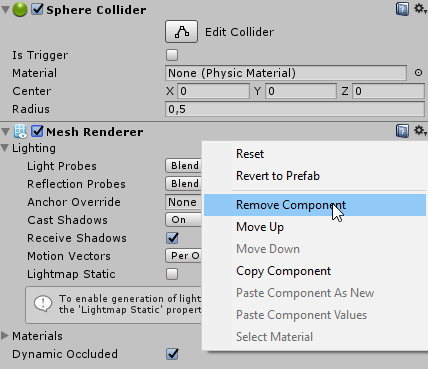 Sphere Collider
Edit Collider
Is Trigger
Material None (Physic Material)
Center X 0 Y 0 Z 0
Radius 0,5
Mesh Renderer
Lighting
Light Probes Blend
Reflection Probes Blend
Anchor Override None
Cast Shadows On
Receive Shadows
Motion Vectors Per O
Lightmap Static
To enable generation of light
the 'Lightmap Static' propert
Materials
Dynamic Occluded
Reset
Revert to Prefab
Remove Component
Move Up
Move Down
Copy Component
Paste Component As New
Paste Component Values
Select Material